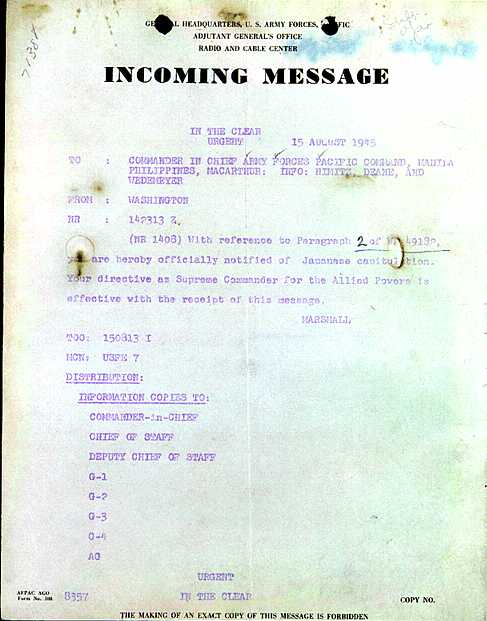 GENERAL HEADQUARTERS, U. S. ARMY FORCES, PACIFIC
ADJUTANT GENERAL'S OFFICE
RADIO AND CABLE CENTER
INCOMING MESSAGE
IN THE CLEAR
URGENT 15 AUGUST 1945
TO : COMMANDER IN CHIEF ARMY FORCES PACIFIC COMMAND, MANILA
PHILIPPINES, MACARTHUR: INFO: NIMITZ, DEANE, AND
WEDEMEYER
FROM : WASHINGTON
NR : 142313 Z
(NR 1408) With reference to Paragraph 2 of
you are hereby officially notified of Japanese capitulation.
Your directive as Supreme Commander for the Allied Powers is
effective with the receipt of this message.
MARSHALL
TOO: 150813 I
MCN: USFE 7
DISTRIBUTION:
INFORMATION COPIES TO:
COMMANDER-in-CHIEF
CHIEF OF STAFF
DEPUTY CHIEF OF STAFF
G-1
G-2
G-3
G-4
AG
URGENT
AFPAC AGO
Form No.
8357 IN THE CLEAR COPY NO.
THE MAKING OF AN EXACT COPY OF THIS MESSAGE IS FORBIDDEN